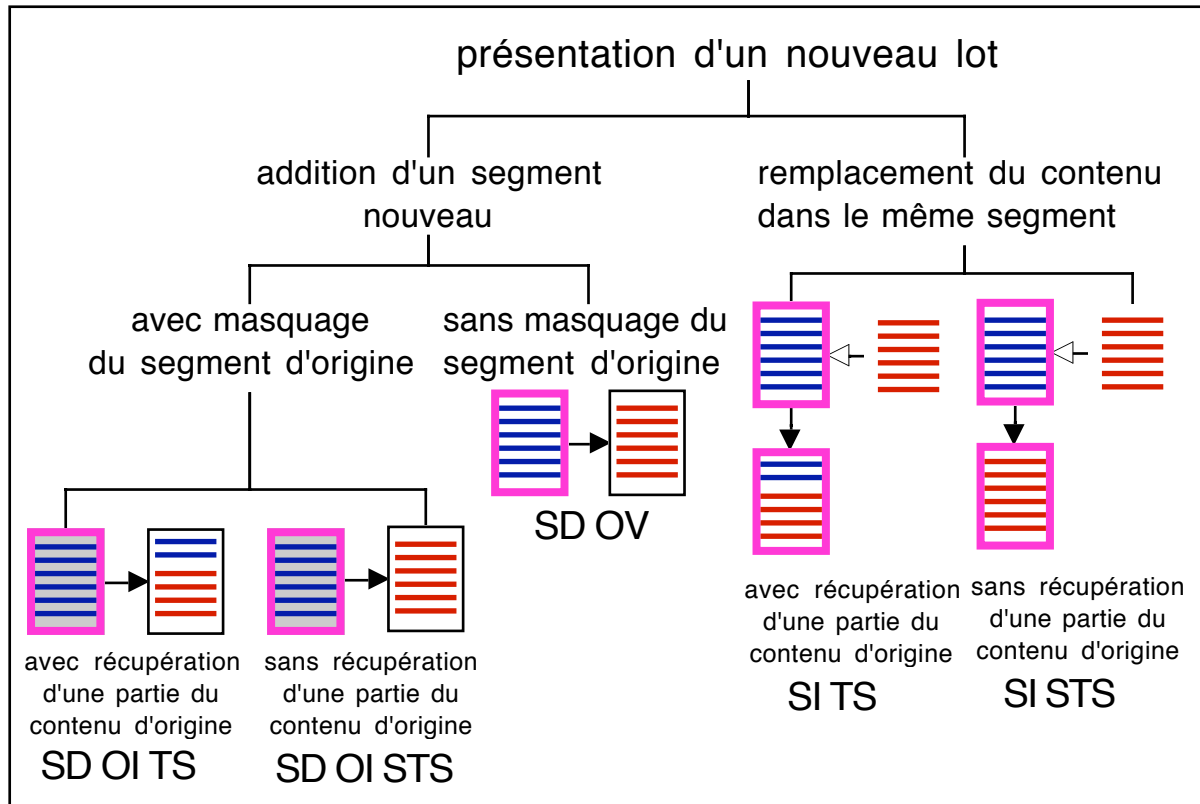 présentation d'un nouveau lot
addition d'un segment
nouveau
remplacement du contenu
dans le même segment
avec masquage
du segment d'origine
sans masquage du
segment d'origine
SD OV
avec récupération
d'une partie du
contenu d'origine
SD OI TS
sans récupération
d'une partie du
contenu d'origine
SD OI STS
avec récupération
d'une partie du
contenu d'origine
SI TS
sans récupération
d'une partie du
contenu d'origine
SI STS